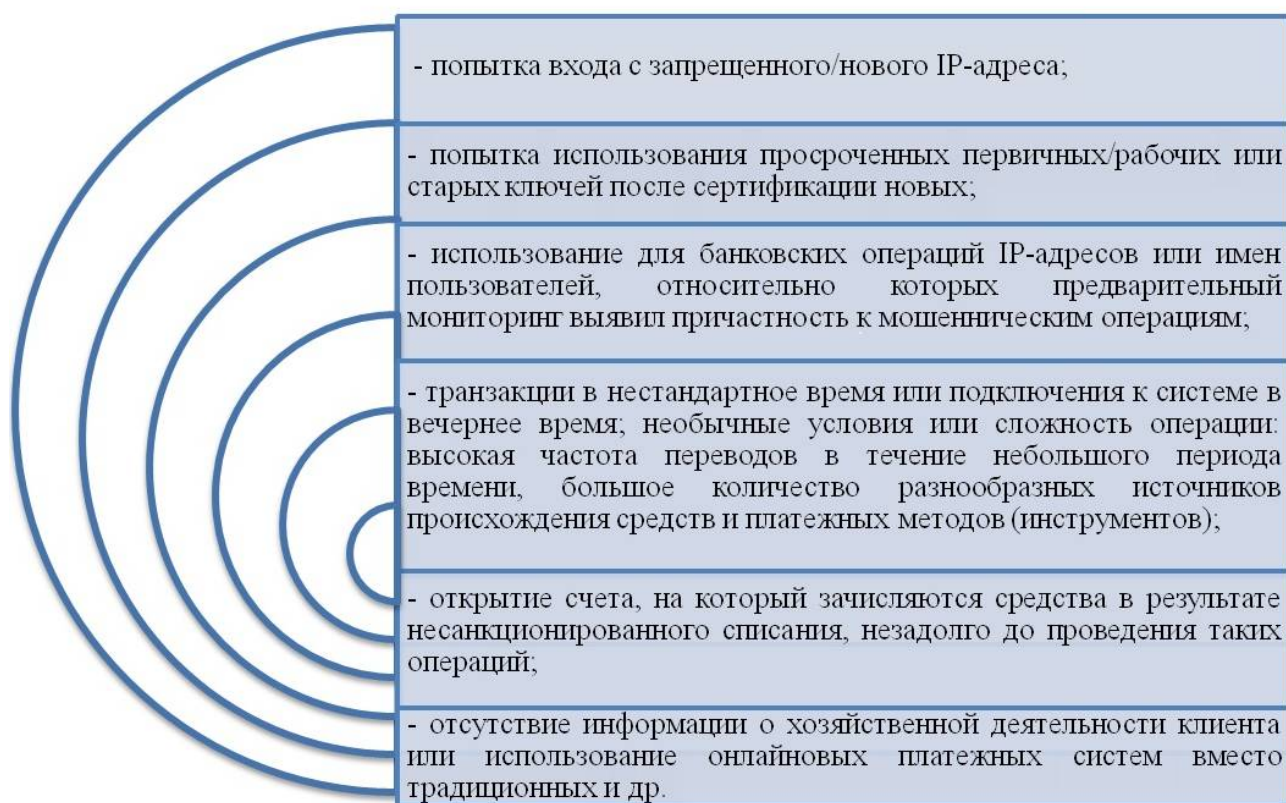 - попытка входа с запрещенного/нового IP-адреса;
- попытка использования просроченных первичных/рабочих или
старых ключей после сертификации новых;
- использование для банковских операций IP-адресов или имен
пользователей, относительно которых предварительный
мониторинг выявил причастность к мошенническим операциям;
- транзакции в нестандартное время или подключения к системе в
вечернее время; необычные условия или сложность операции:
высокая частота переводов в течение небольшого периода
времени, большое количество разнообразных источников
происхождения средств и платежных методов (инструментов);
- открытие счета, на который зачисляются средства в результате
несанкционированного списания, незадолго до проведения таких
операций;
- отсутствие информации о хозяйственной деятельности клиента
или использование онлайновых платежных систем вместо
традиционных и др.